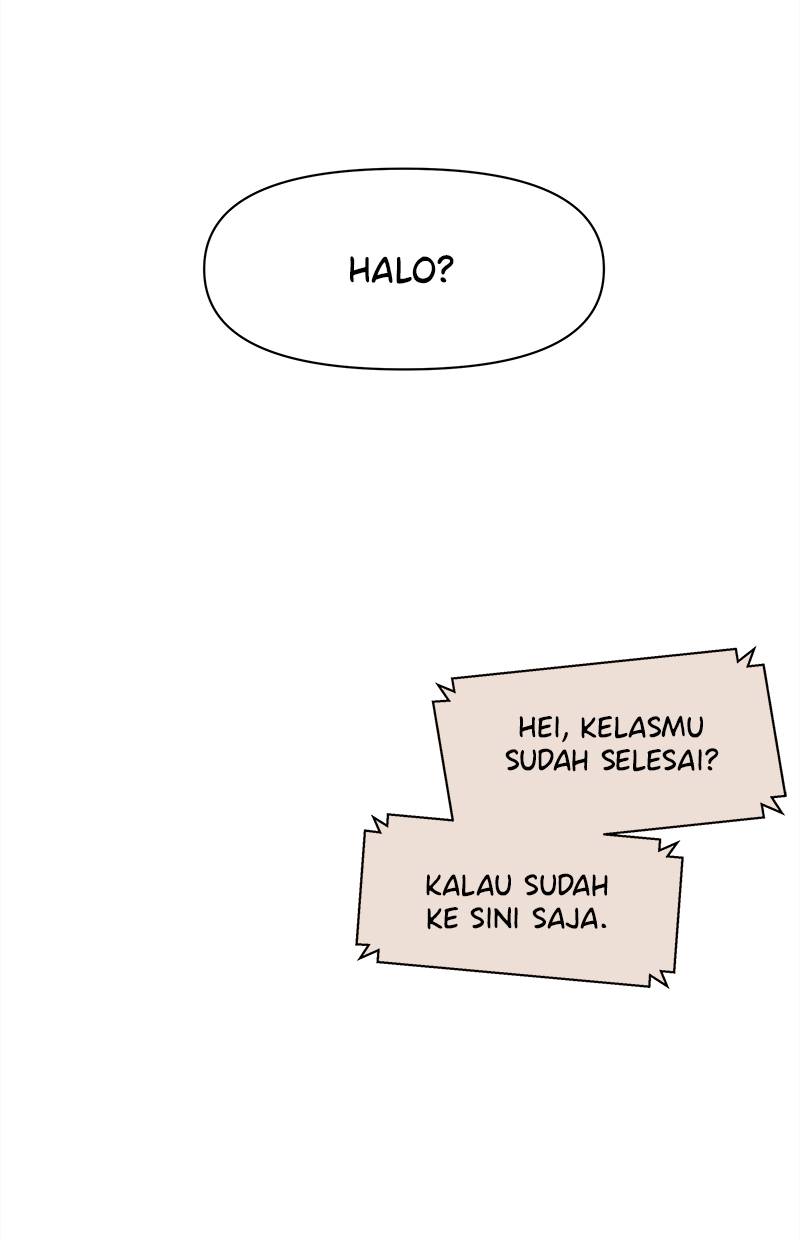 HALO?
HEI, KELASMU
SUDAH SELESAI?
KALAU SUDAH
KE SINI SAJA.